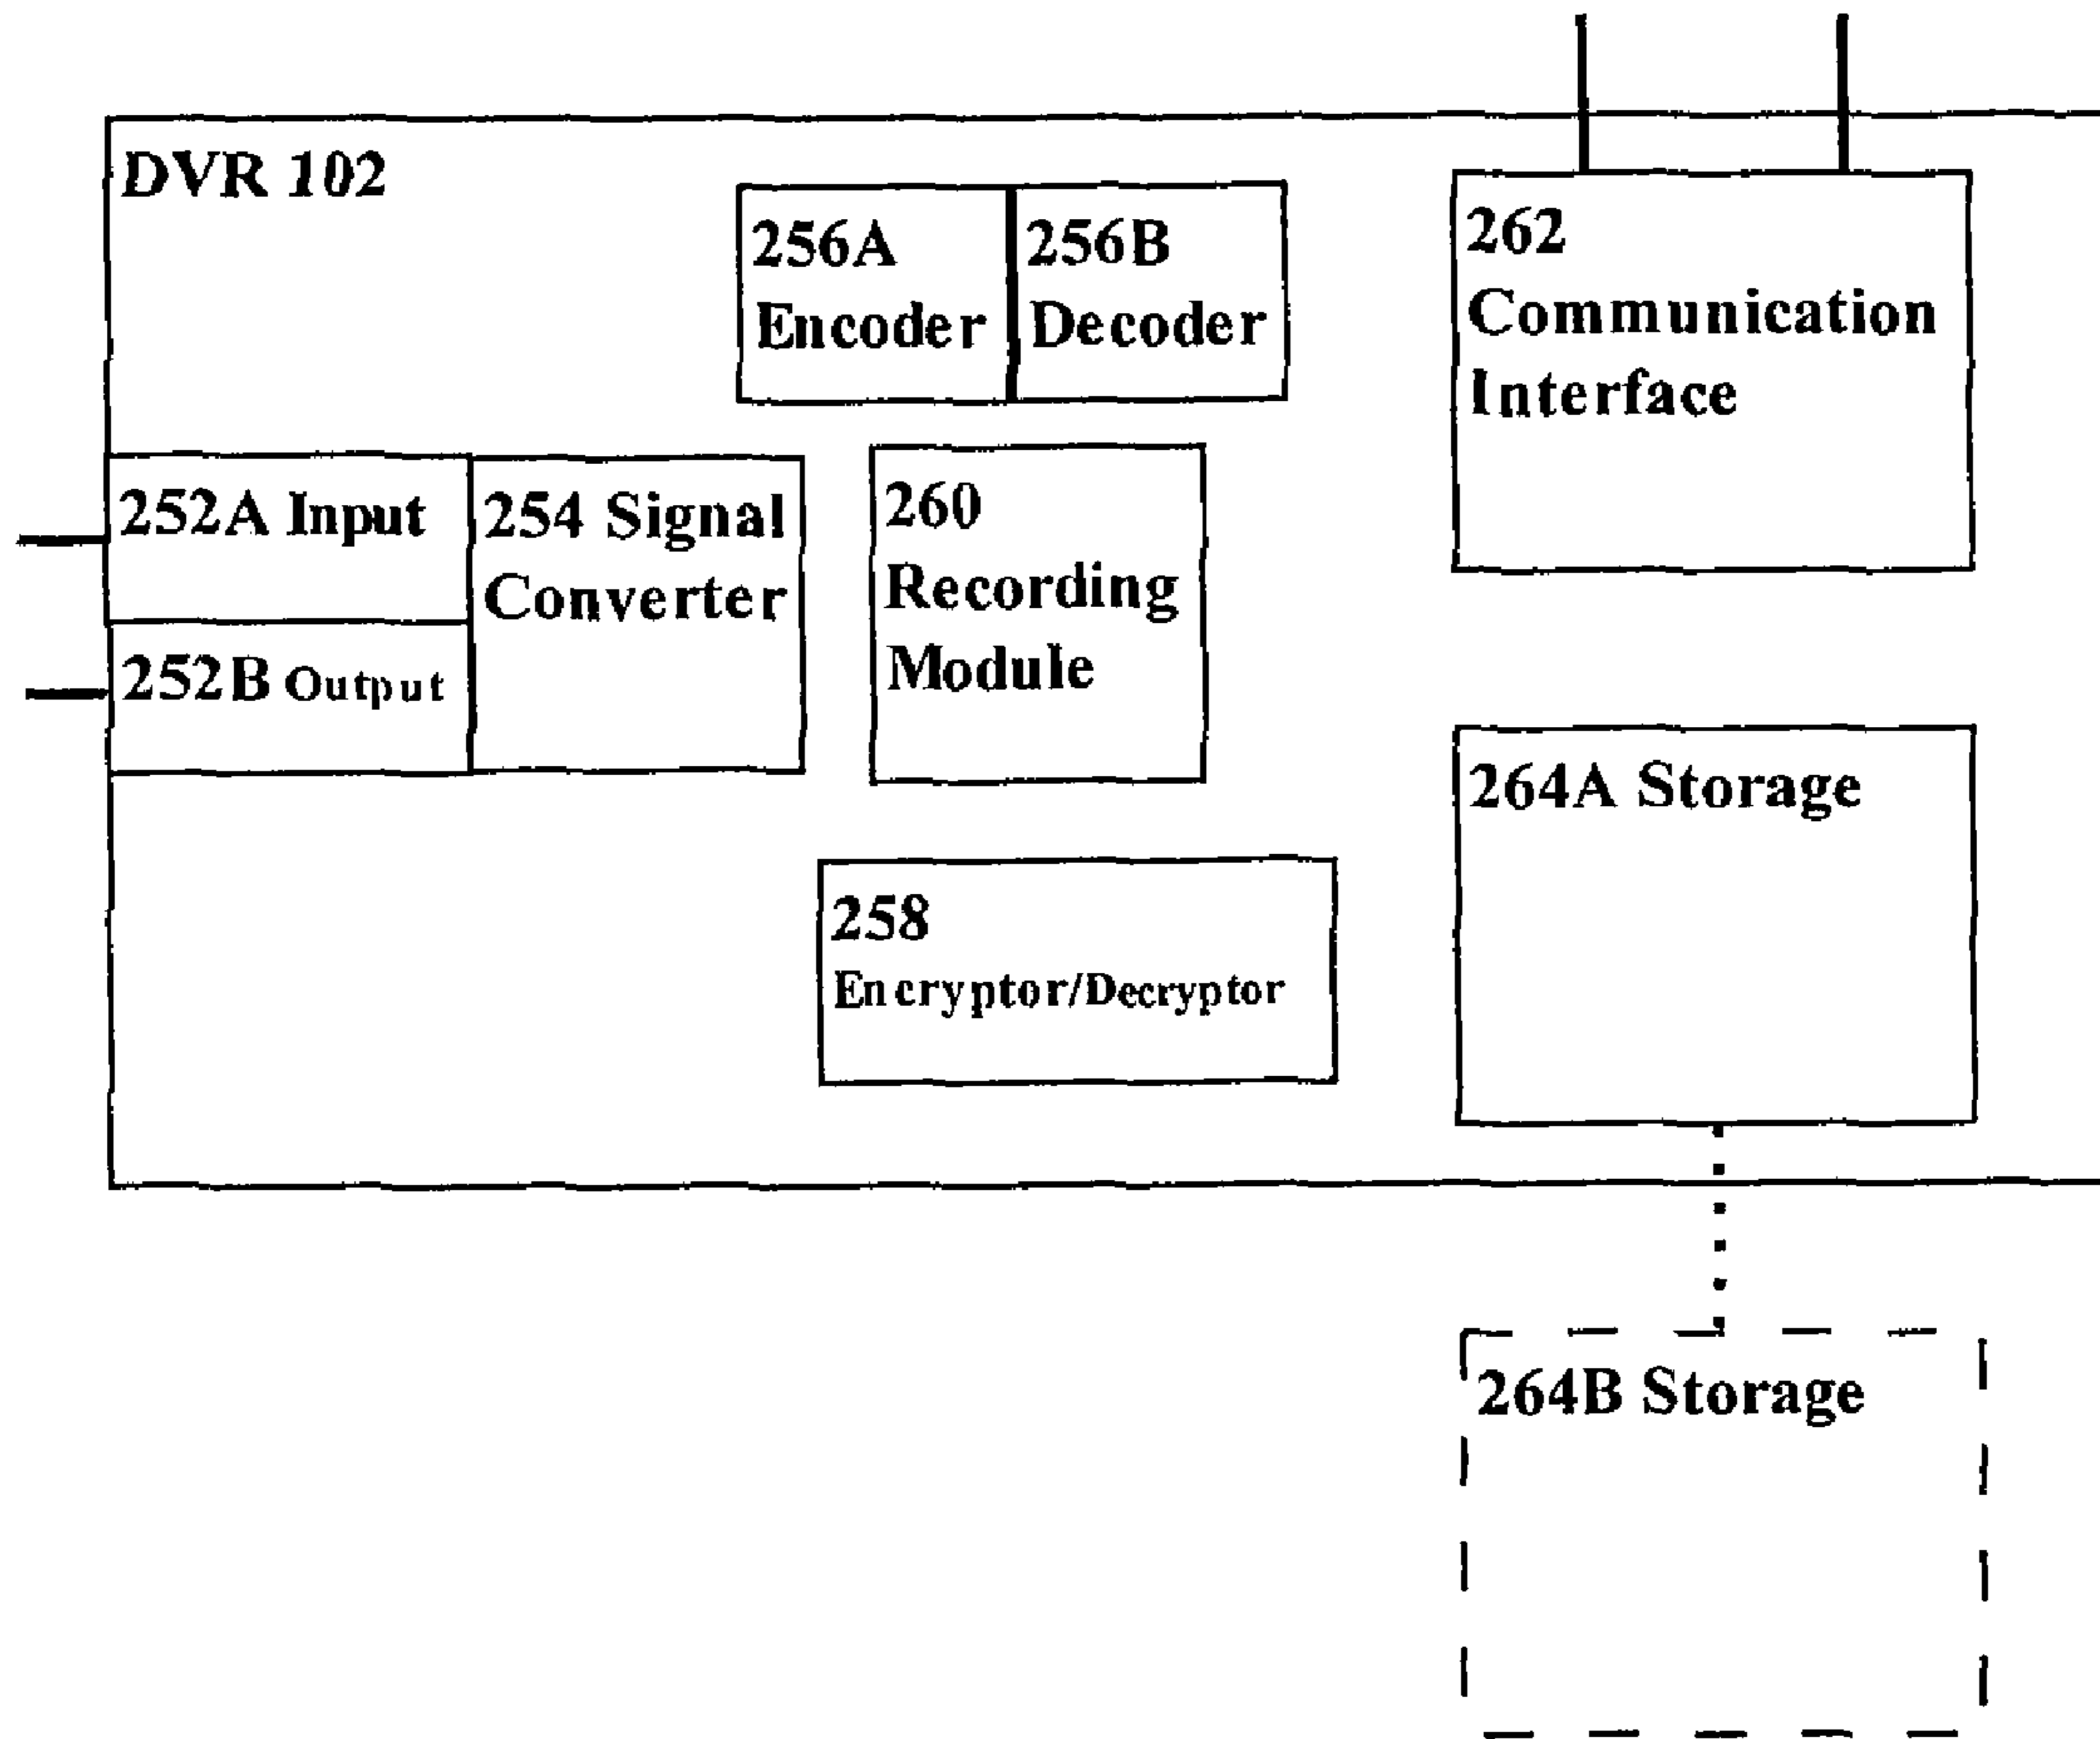 DVR 102
256A
Encoder
256B
Decoder
262
Communication
Interface
252A Input
254 Signal
Converter
260
Recording
Module
252B Output
264A Storage
258
Encryptor/Decryptor
264B Storage